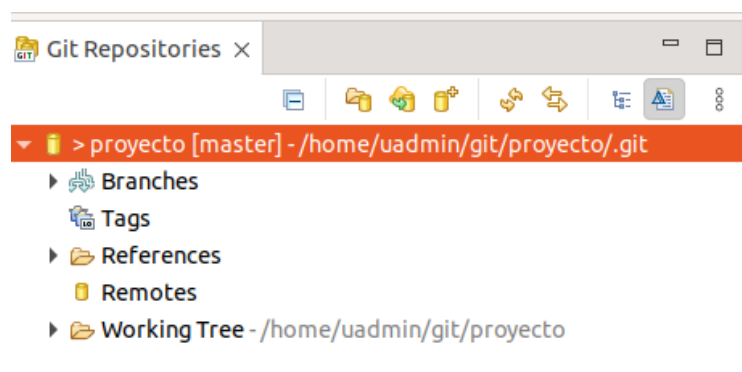 GIT Git Repositories
> proyecto [master] - /home/uadmin/git/proyecto/.git
Branches
Tags
References
Remotes
Working Tree - /home/uadmin/git/proyecto